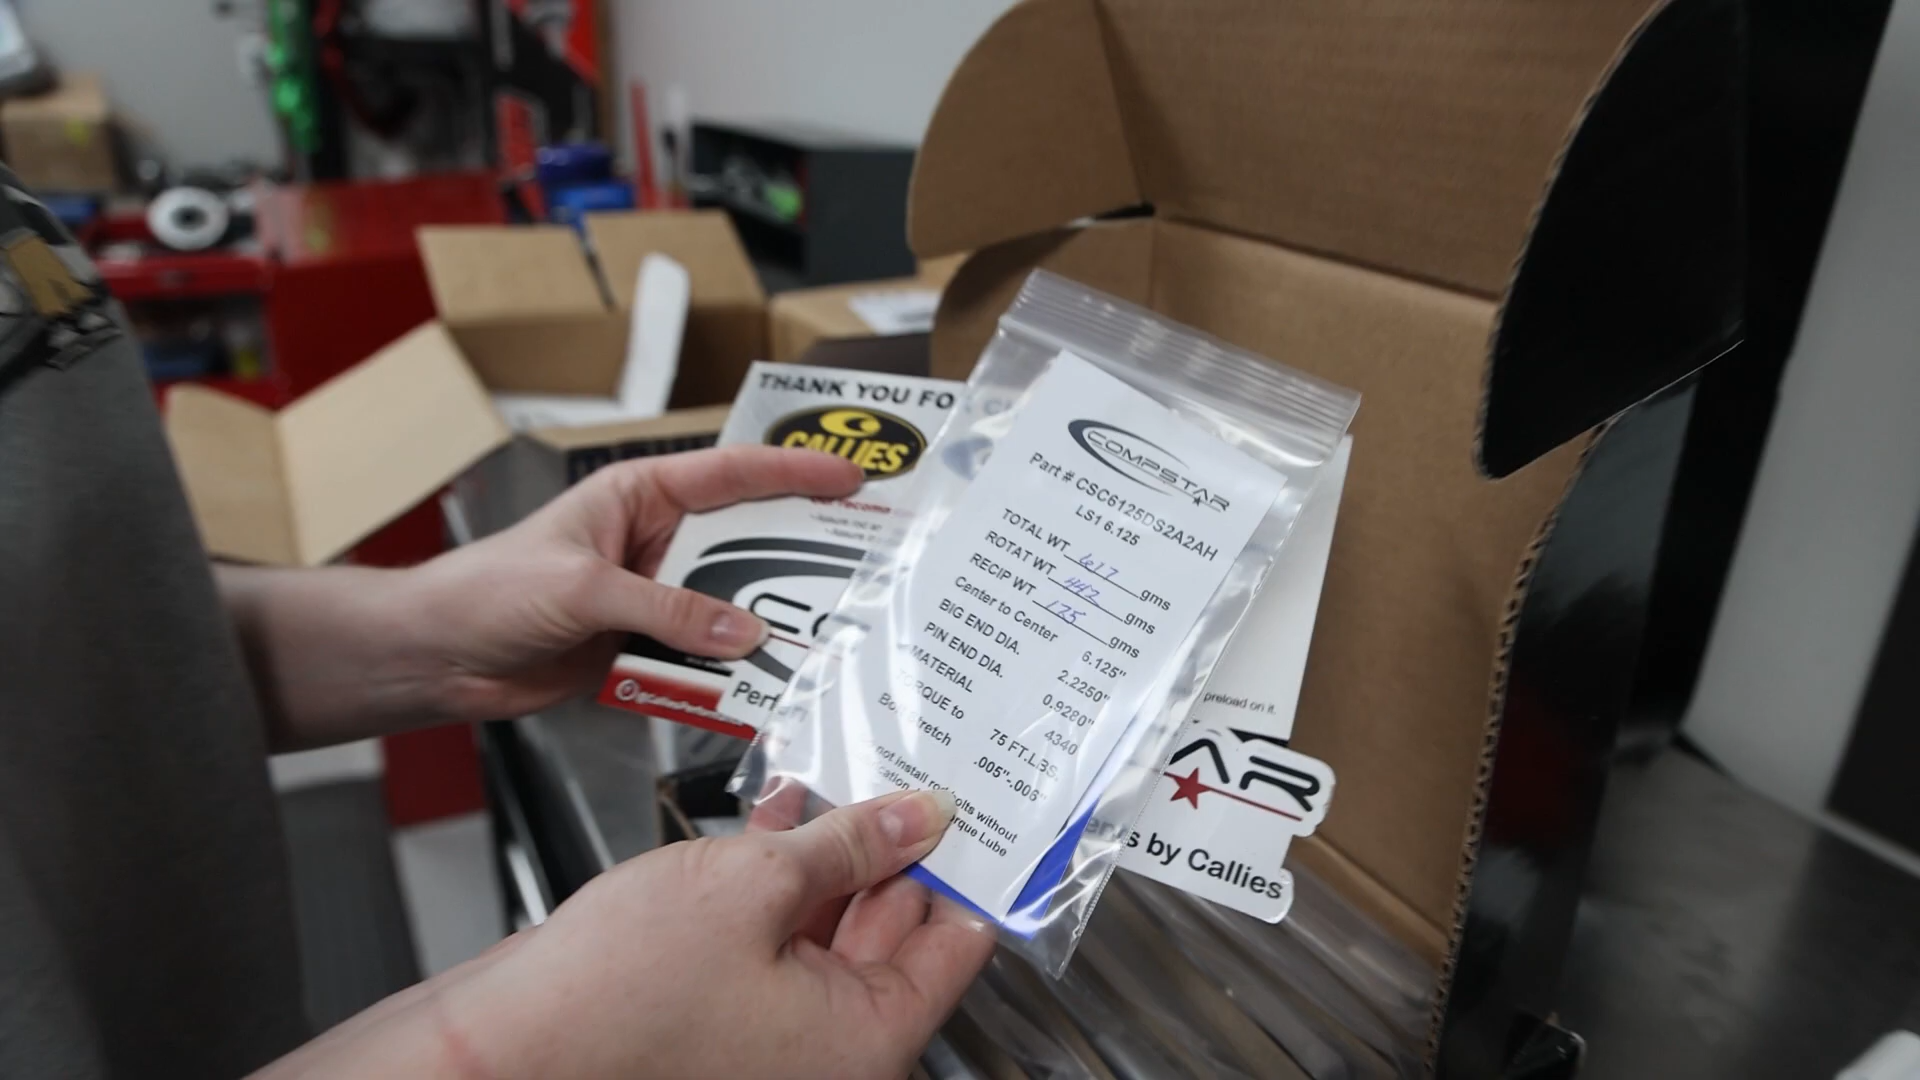 THANK YOU FO
CALLIES
COMPSTAR
Part # CSC6125DS2A2AH
LS1 6.125
TOTAL WT 617 gms
ROTAT WT 442 gms
RECIP WT 175 gms
Center to Center 6.125"
BIG END DIA. 2.2250"
PIN END DIA. 0.9280"
MATERIAL 4340
TORQUE to 75 FT.LBS.
Bolt Stretch .005"-.006"
not install rod bolts without
Lube
preload on it.
AR
by Callies